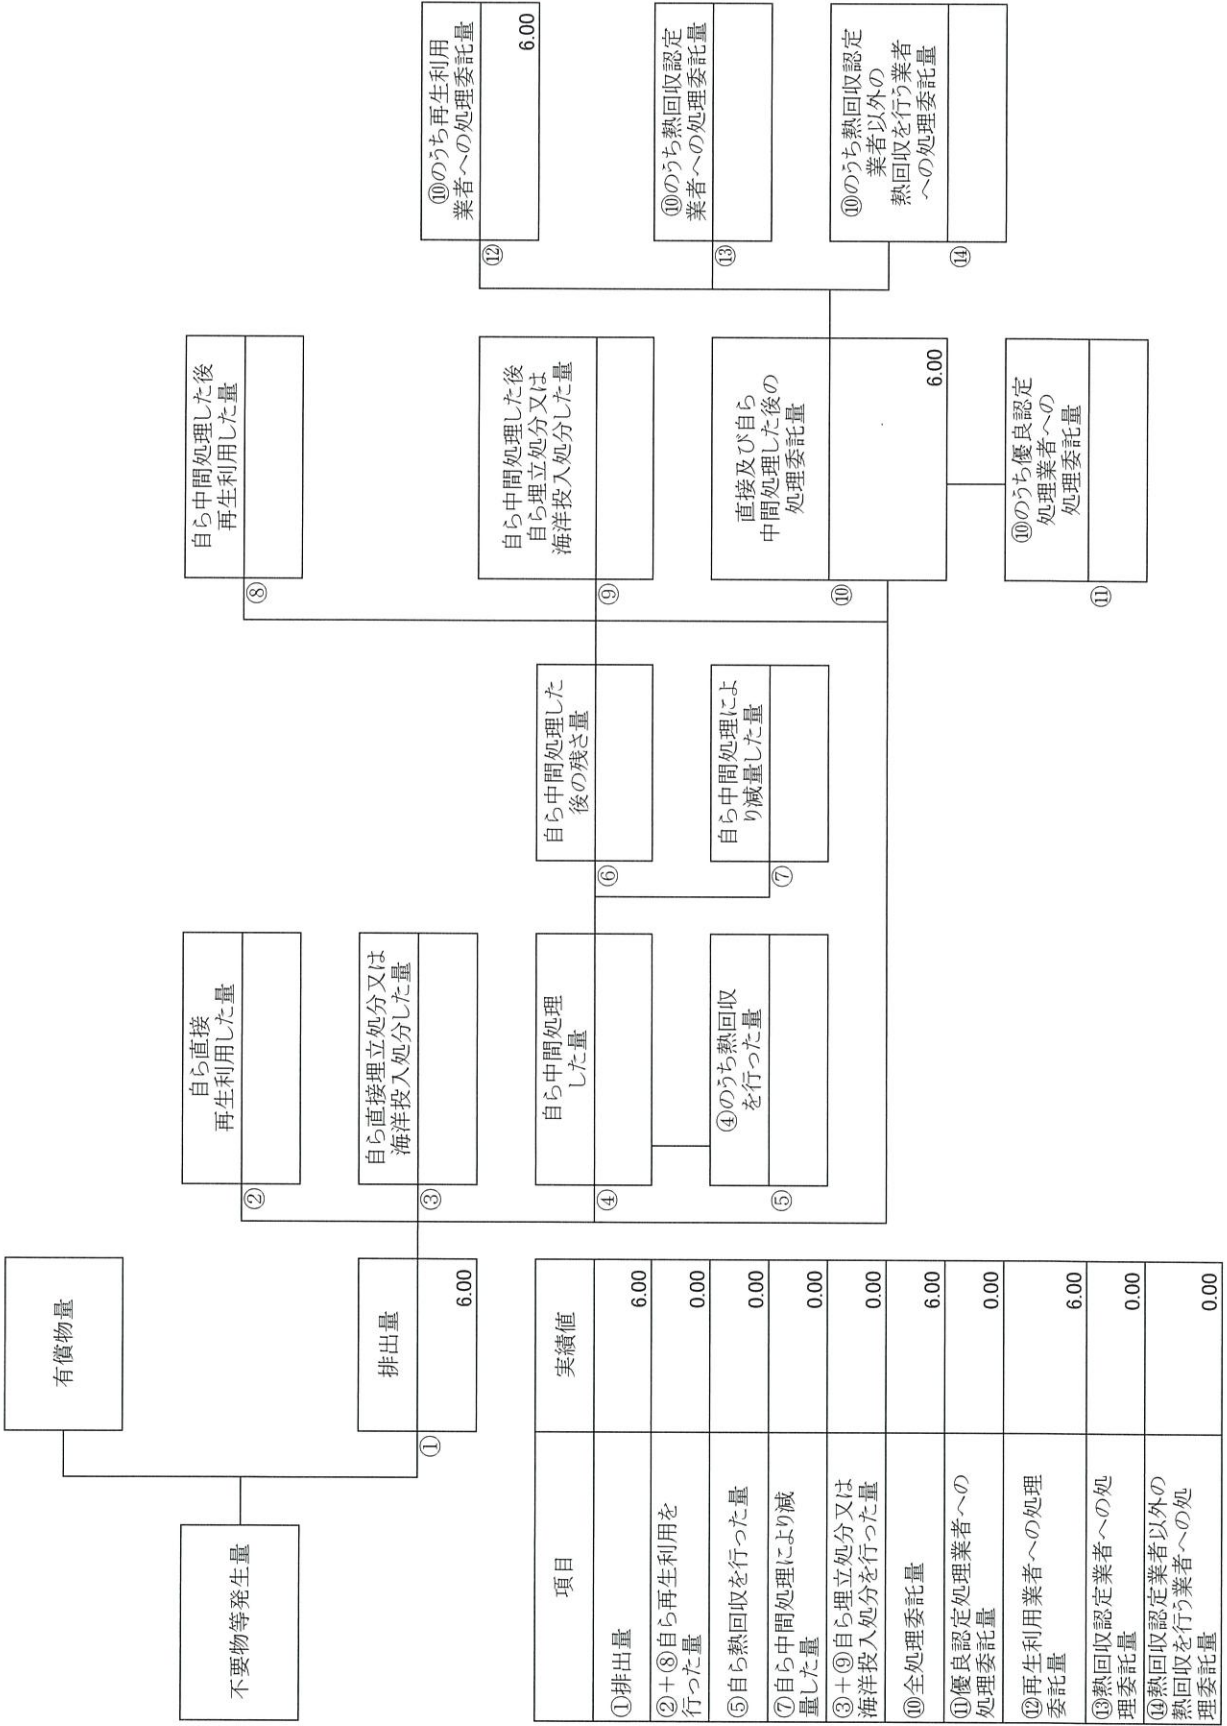 有償物量
不要物等発生量
排出量
①
6.00
自ら直接
再生利用した量
②
自ら直接埋立処分又は
海洋投入処分した量
③
自ら中間処理
した量
④
④のうち熱回収
を行った量
⑤
自ら中間処理した
後の残さ量
⑥
自ら中間処理によ
り減量した量
⑦
自ら中間処理した後
再生利用した量
⑧
自ら中間処理した後
自ら埋立処分又は
海洋投入処分した量
⑨
直接及び自ら
中間処理した後の
処理委託量
⑩
6.00
⑩のうち優良認定
処理業者への
処理委託量
⑪
⑩のうち再生利用
業者への処理委託量
⑫
6.00
⑩のうち熱回収認定
業者への処理委託量
⑬
⑩のうち熱回収認定
業者以外の
熱回収を行う業者
への処理委託量
⑭
項目 実績値
①排出量 6.00
②+⑧自ら再生利用を
行った量 0.00
⑤自ら熱回収を行った量 0.00
⑦自ら中間処理により減
量した量 0.00
③+⑨自ら埋立処分又は
海洋投入処分を行った量 0.00
⑩全処理委託量 6.00
⑪優良認定処理業者への
処理委託量 0.00
⑫再生利用業者への処理
委託量 6.00
⑬熱回収認定業者への処
理委託量 0.00
⑭熱回収認定業者以外の
熱回収を行う業者への処
理委託量 0.00